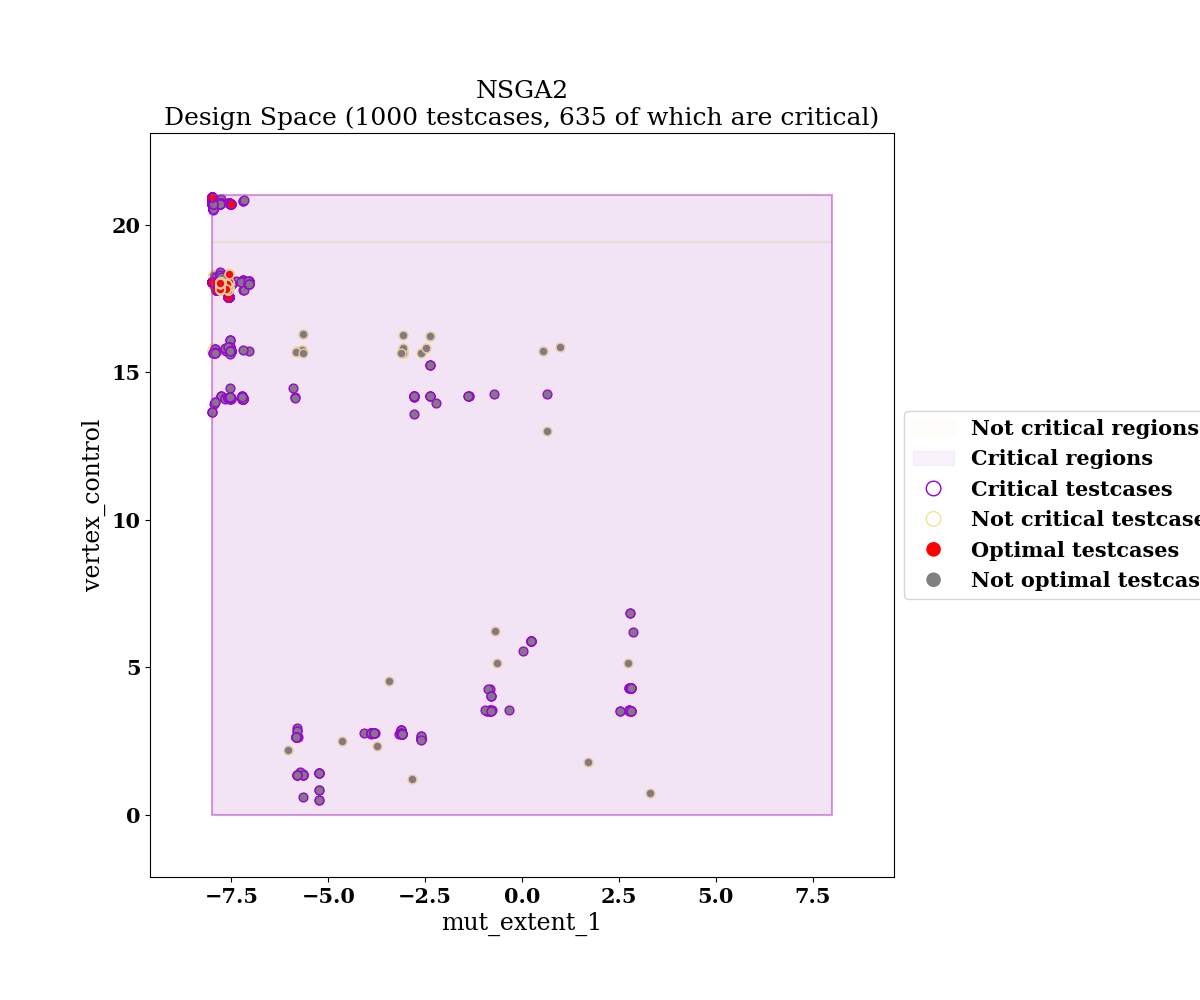 NSGA2
Design Space (1000 testcases, 635 of which are critical)
20
15
10
5
0
vertex_control
−7.5 −5.0 −2.5 0.0 2.5 5.0 7.5
mut_extent_1
Not critical regions
Critical regions
Critical testcases
Not critical testcase
Optimal testcases
Not optimal testcas